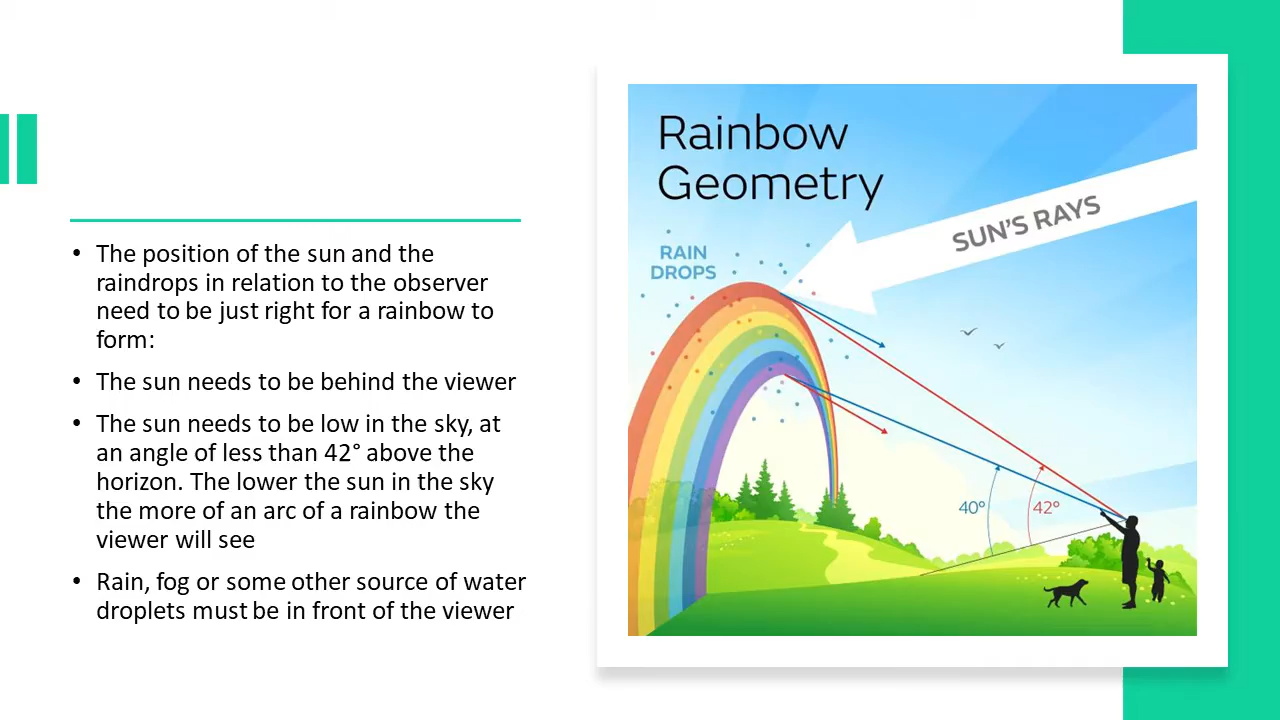 • The position of the sun and the
raindrops in relation to the observer
need to be just right for a rainbow to
form:
• The sun needs to be behind the viewer
• The sun needs to be low in the sky, at
an angle of less than 42° above the
horizon. The lower the sun in the sky
the more of an arc of a rainbow the
viewer will see
• Rain, fog or some other source of water
droplets must be in front of the viewer
Rainbow
Geometry
SUN'S RAYS
RAIN
DROPS
40° 42°